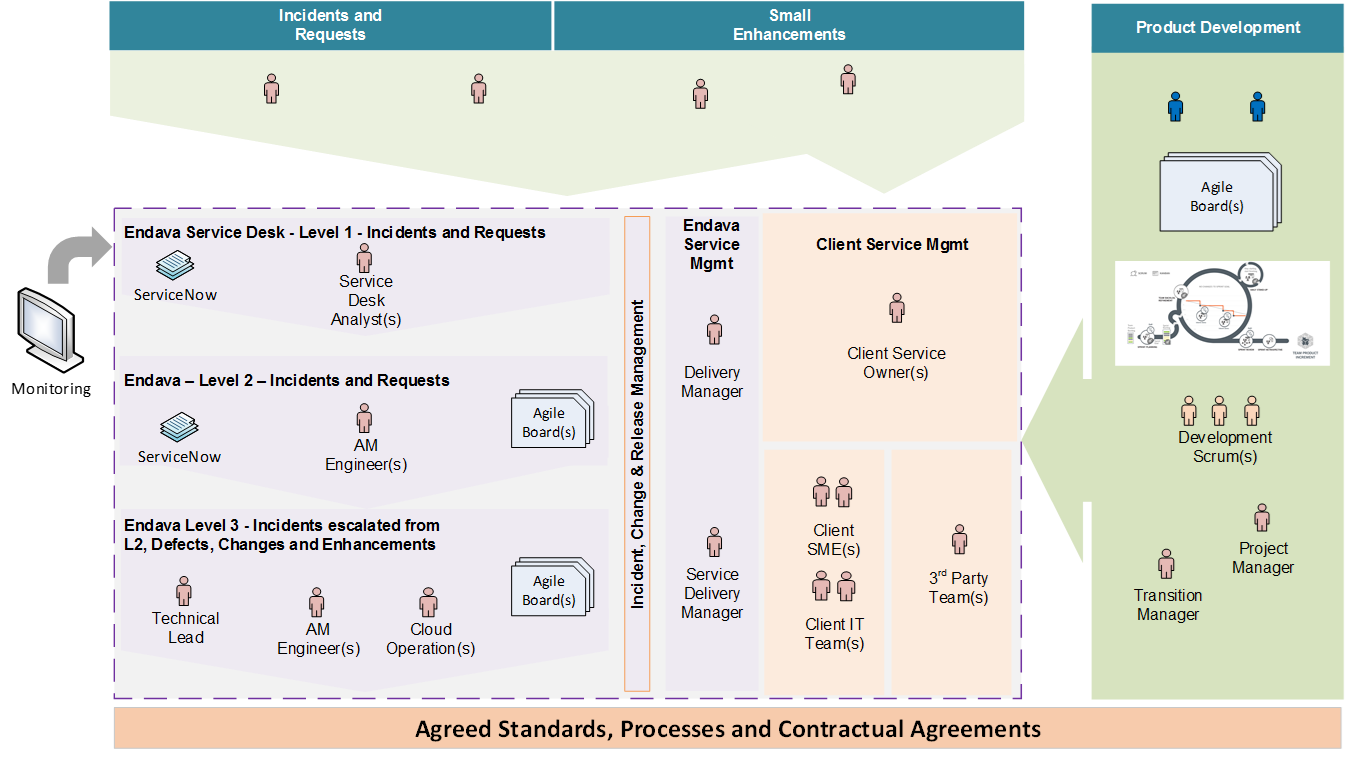 Incidents and
Requests
Small
Enhancements
Product Development
Agile
Board(s)
Endava Service Desk - Level 1 - Incidents and Requests
ServiceNow
Service
Desk
Analyst(s)
Monitoring
Endava – Level 2 – Incidents and Requests
ServiceNow
AM
Engineer(s)
Agile
Board(s)
Endava Level 3 - Incidents escalated from
L2, Defects, Changes and Enhancements
Technical
Lead
AM
Engineer(s)
Cloud
Operation(s)
Agile
Board(s)
Incident, Change & Release Management
Endava
Service
Mgmt
Delivery
Manager
Service
Delivery
Manager
Client Service Mgmt
Client Service
Owner(s)
Client
SME(s)
Client IT
Team(s)
3rd Party
Team(s)
TEAM PRODUCT
INCREMENT
Development
Scrum(s)
Project
Manager
Transition
Manager
Agreed Standards, Processes and Contractual Agreements